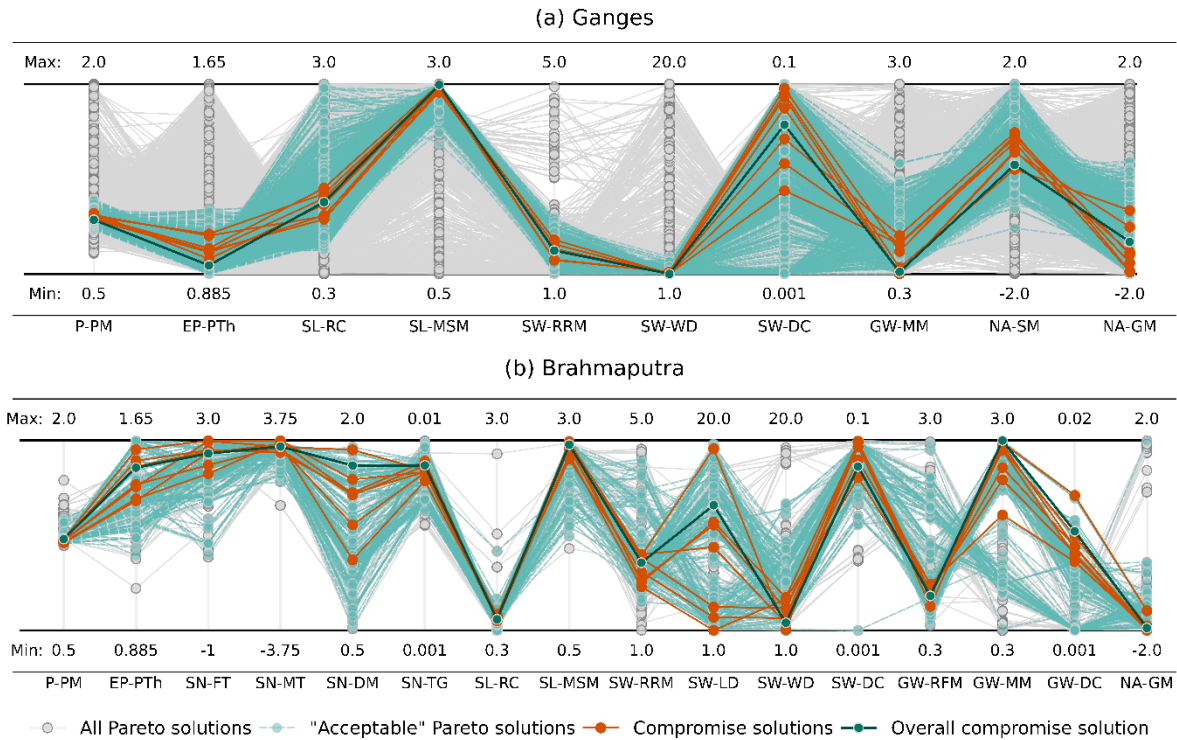 (a) Ganges
Max: 2.0 1.65 3.0 3.0 5.0 20.0 0.1 3.0 2.0 2.0
Min: 0.5 0.885 0.3 0.5 1.0 1.0 0.001 0.3 -2.0 -2.0
P-PM EP-PTh SL-RC SL-MSM SW-RRM SW-WD SW-DC GW-MM NA-SM NA-GM
(b) Brahmaputra
Max: 2.0 1.65 3.0 3.75 2.0 0.01 3.0 3.0 5.0 20.0 20.0 0.1 3.0 3.0 0.02 2.0
Min: 0.5 0.885 -1 -3.75 0.5 0.001 0.3 0.5 1.0 1.0 1.0 0.001 0.3 0.3 0.001 -2.0
P-PM EP-PTh SN-FT SN-MT SN-DM SN-TG SL-RC SL-MSM SW-RRM SW-LD SW-WD SW-DC GW-RFM GW-MM GW-DC NA-GM
All Pareto solutions "Acceptable" Pareto solutions Compromise solutions Overall compromise solution